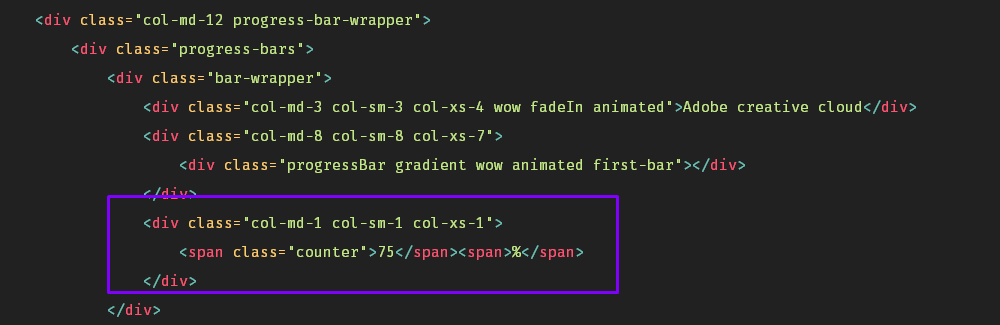 <div class="col-md-12 progress-bar-wrapper">
<div class="progress-bars">
<div class="bar-wrapper">
<div class="col-md-3 col-sm-3 col-xs-4 wow fadeIn animated">Adobe creative cloud</div>
<div class="col-md-8 col-sm-8 col-xs-7">
<div class="progressBar gradient wow animated first-bar"></div>
</div>
<div class="col-md-1 col-sm-1 col-xs-1">
<span class="counter">75</span><span>%</span>
</div>
</div>